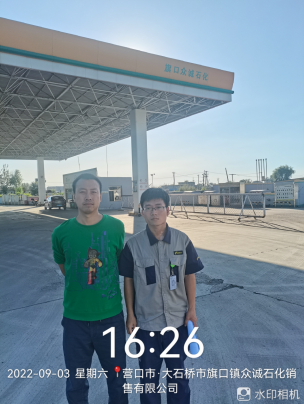 旗口众诚石化
16:26
2022-09-03 星期六 营口市·大石桥市旗口镇众诚石化销
售有限公司
水印相机